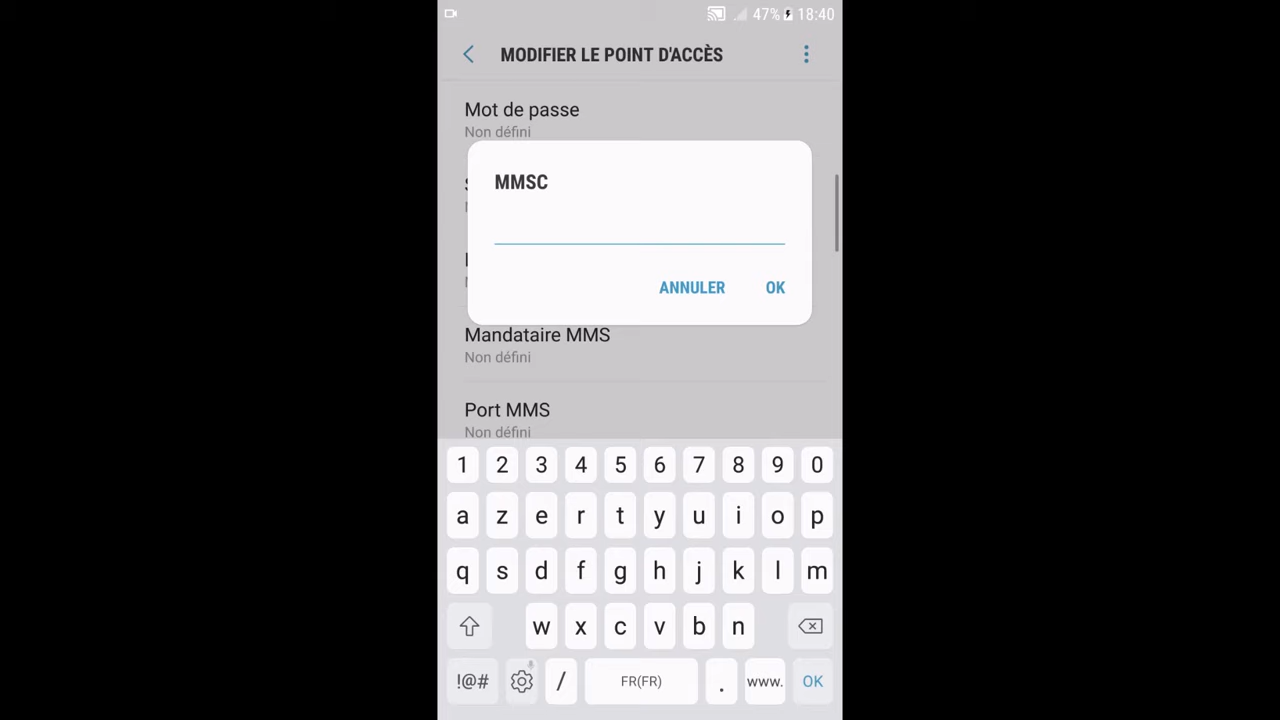 47% 18:40
MODIFIER LE POINT D'ACCÈS
Mot de passe
Non défini
MMSC
ANNULER OK
Mandataire MMS
Non défini
Port MMS
Non défini
1 2 3 4 5 6 7 8 9 0
a z e r t y u i o p
q s d f g h j k l m
w x c v b n
!@# / FR(FR) . www. OK